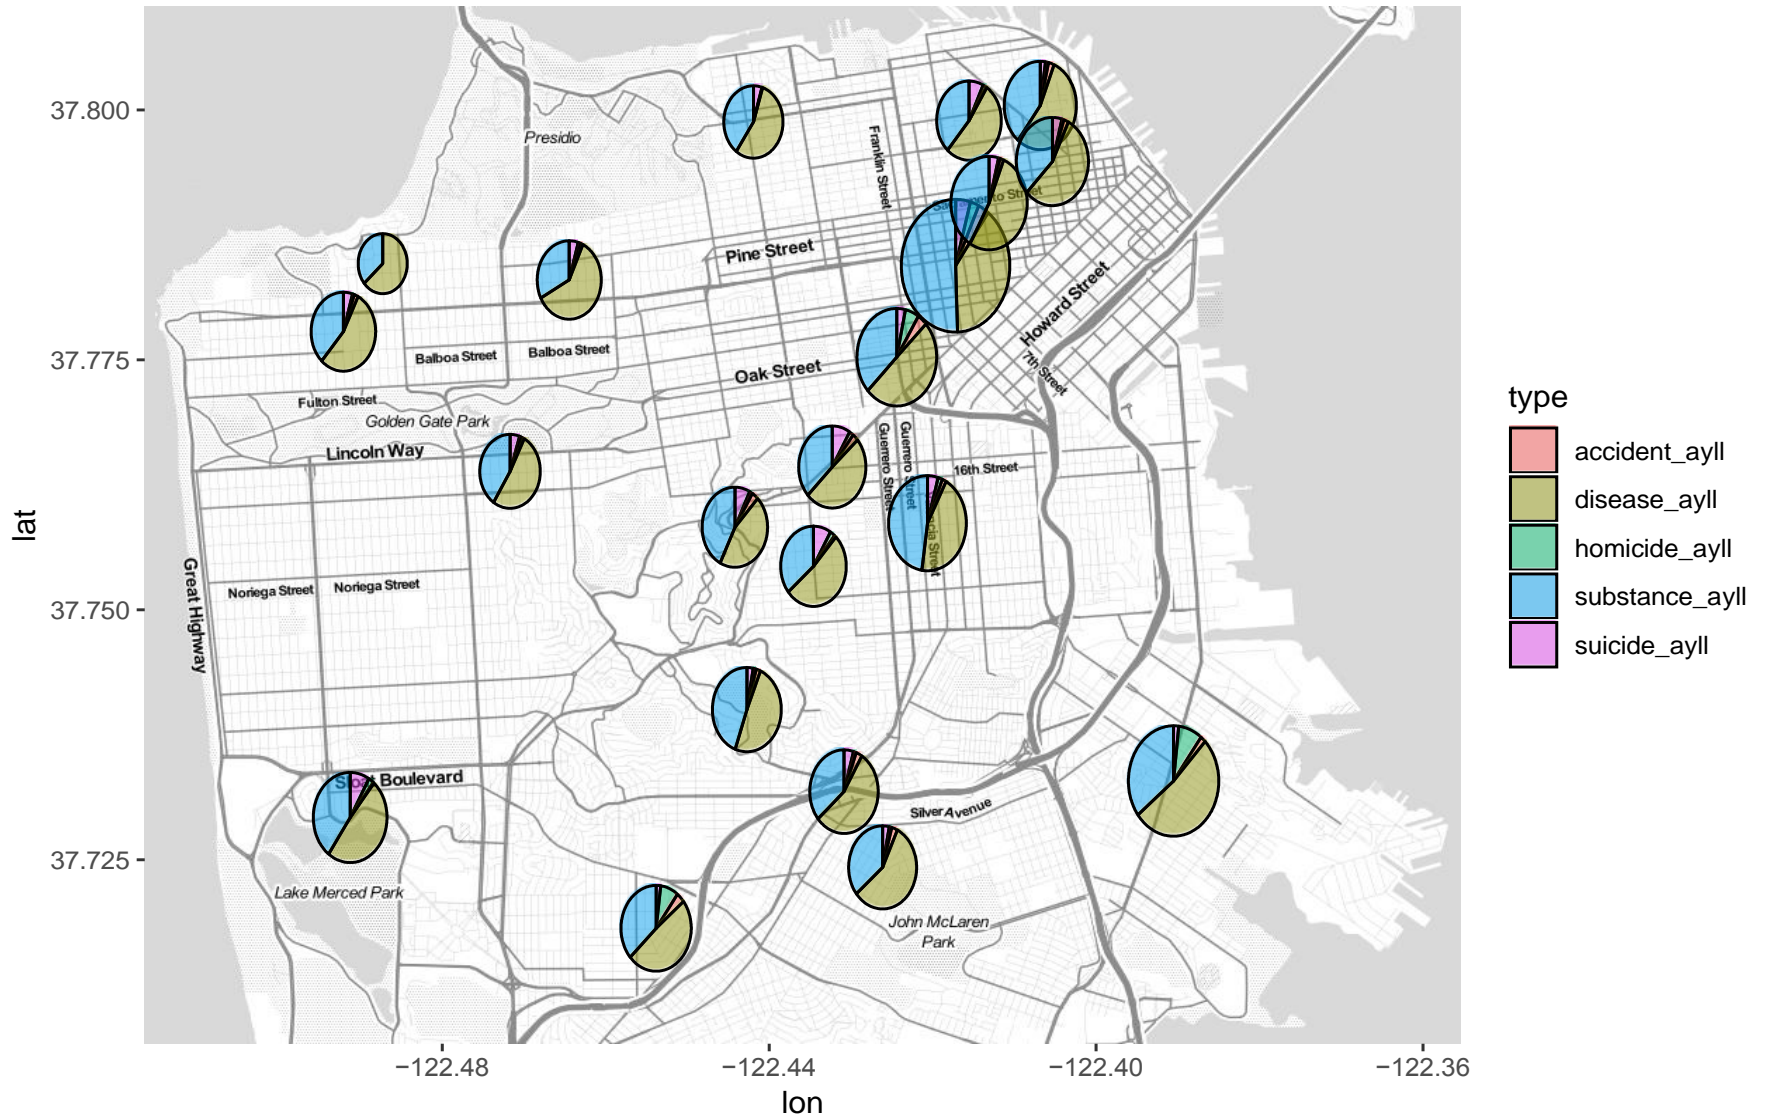 37.800
37.775
37.750
37.725
lat
−122.48
−122.44
−122.40
−122.36
lon
Presidio
Franklin Street
Sacramento Street
Pine Street
Howard Street
7th Street
Balboa Street
Balboa Street
Oak Street
Fulton Street
Golden Gate Park
Lincoln Way
Guerrero Street
Guerrero Street
16th Street
Great Highway
Noriega Street
Noriega Street
Sloat Boulevard
Silver Avenue
Lake Merced Park
John McLaren
Park
type
accident_ayll
disease_ayll
homicide_ayll
substance_ayll
suicide_ayll